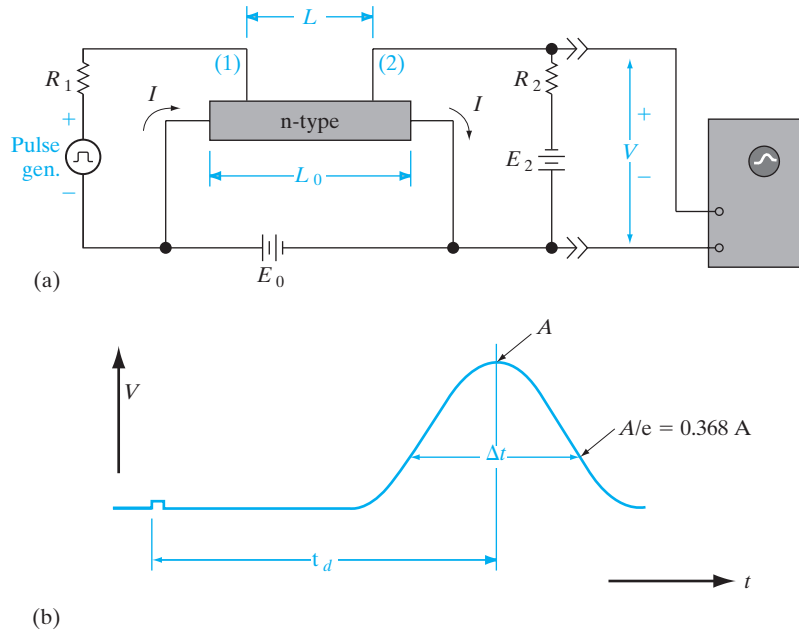 L
(1)
(2)
R1
I
R2
I
+
n-type
+
Pulse
gen.
V
−
L0
E2
−
E0
(a)
A
V
A/e = 0.368 A
Δt
td
t
(b)